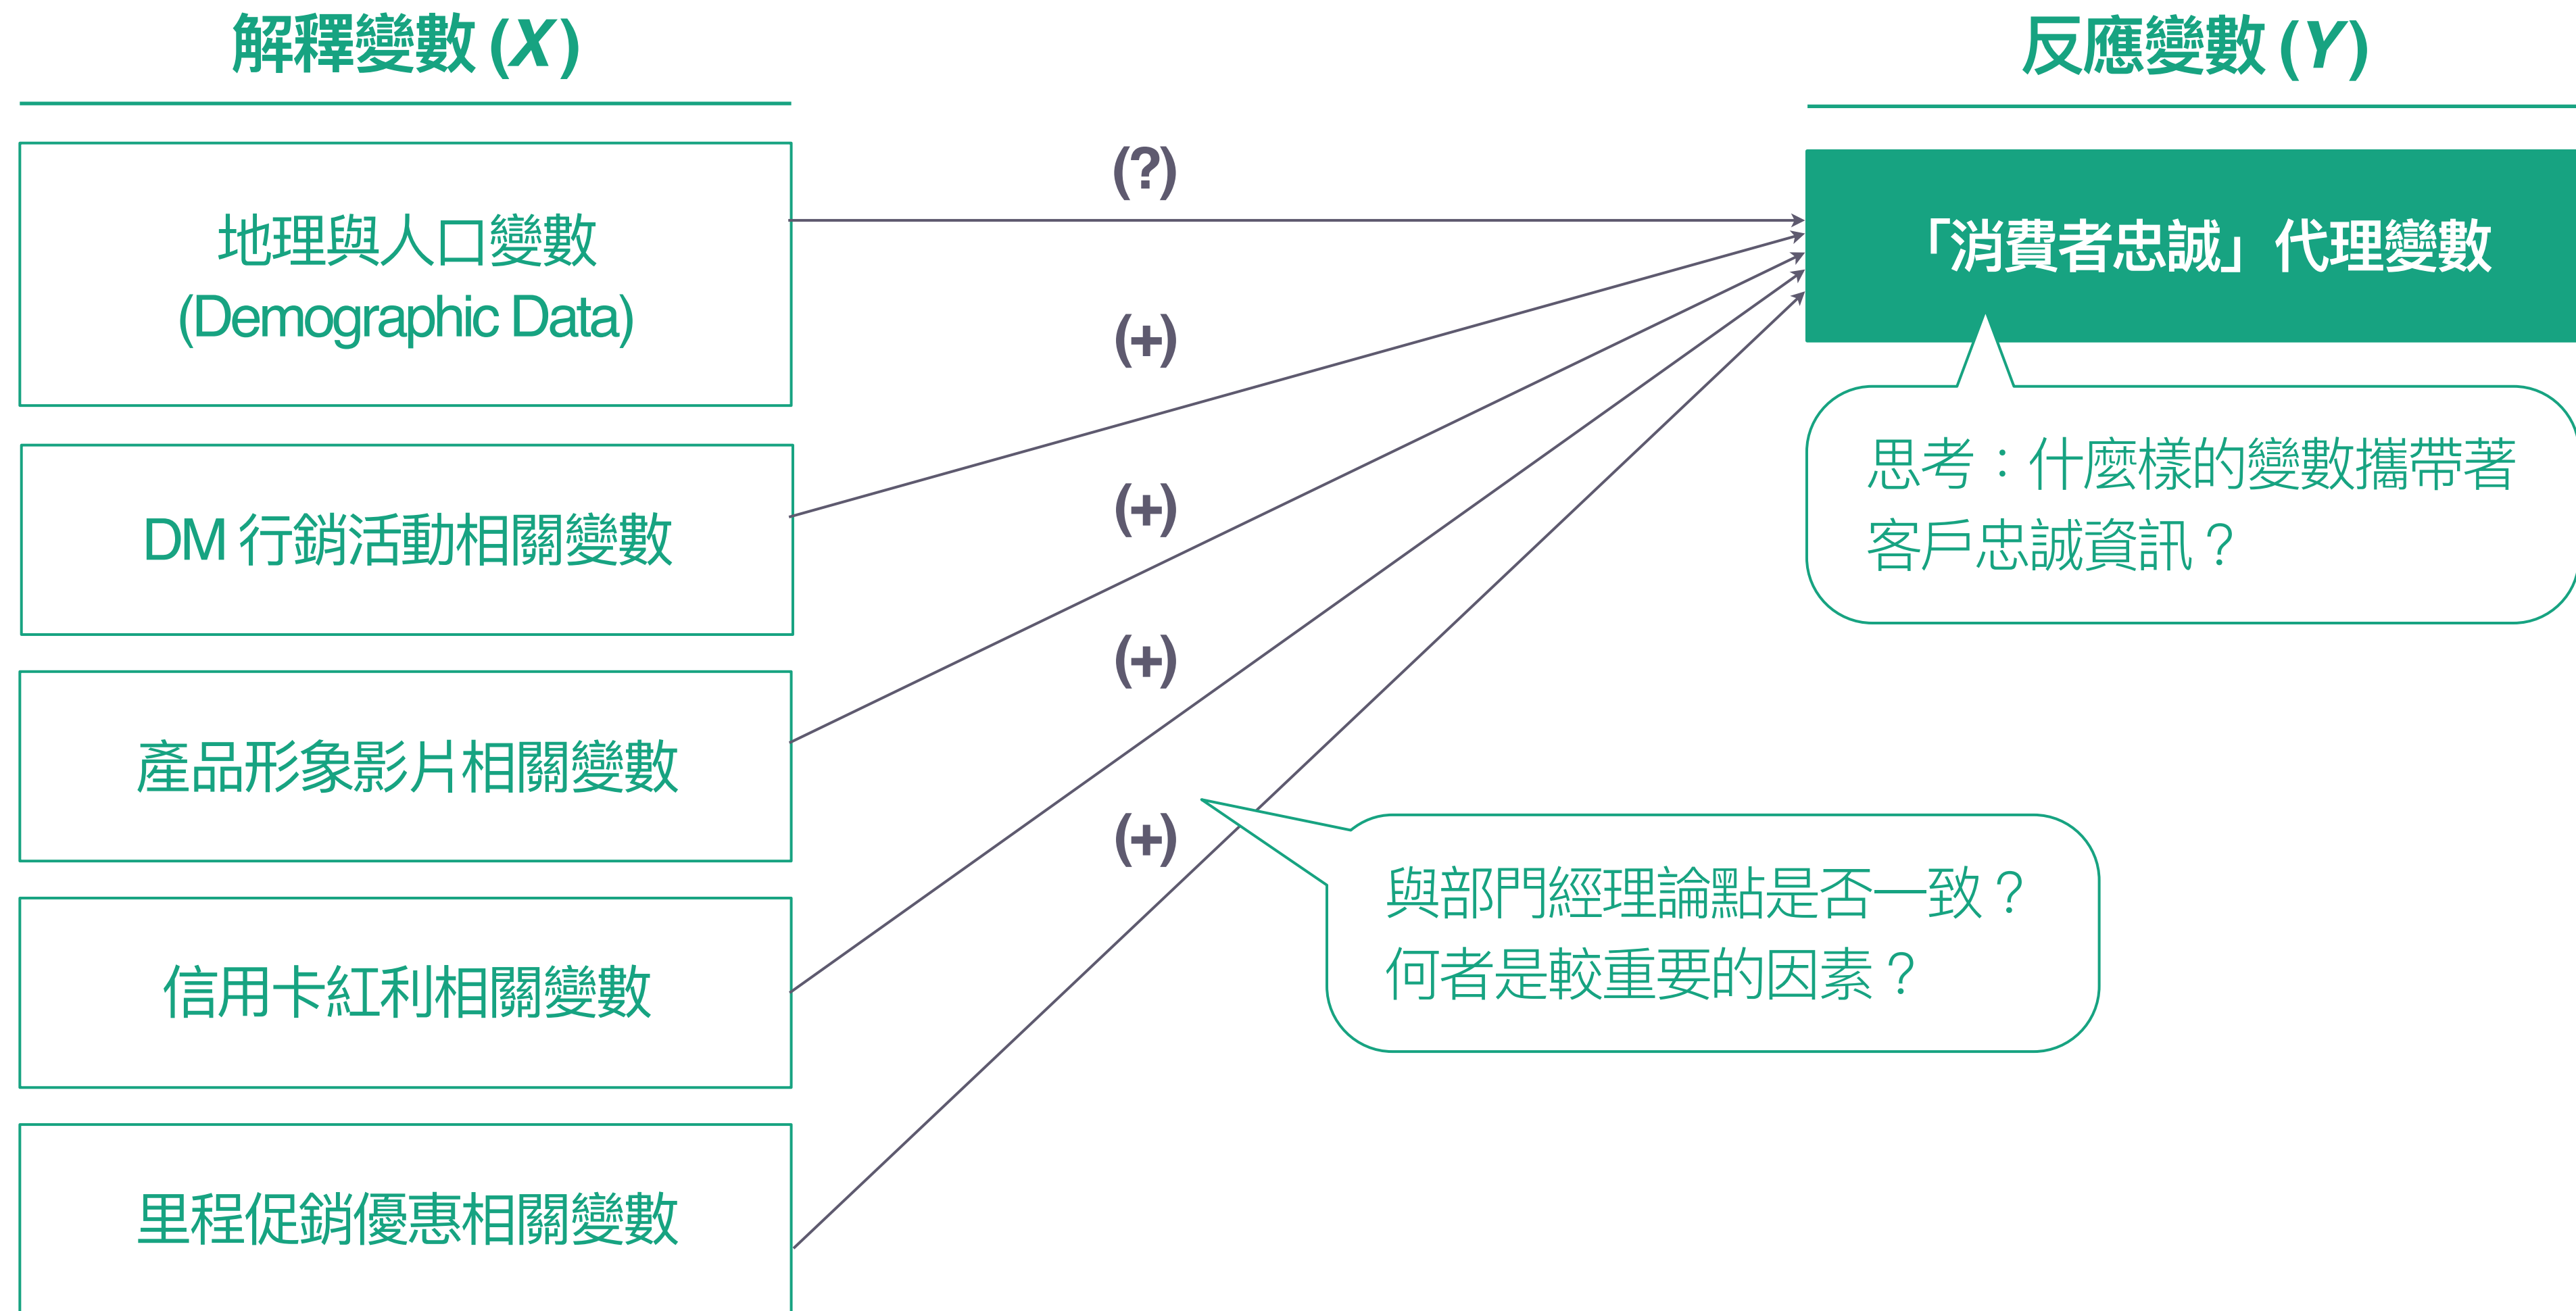 解釋變數 (X)
反應變數 (Y)
地理與人口變數
(Demographic Data)
(?)
「消費者忠誠」代理變數
(+)
思考：什麼樣的變數攜帶著
客戶忠誠資訊？
DM 行銷活動相關變數
(+)
產品形象影片相關變數
(+)
(+)
與部門經理論點是否一致？
何者是較重要的因素？
信用卡紅利相關變數
里程促銷優惠相關變數